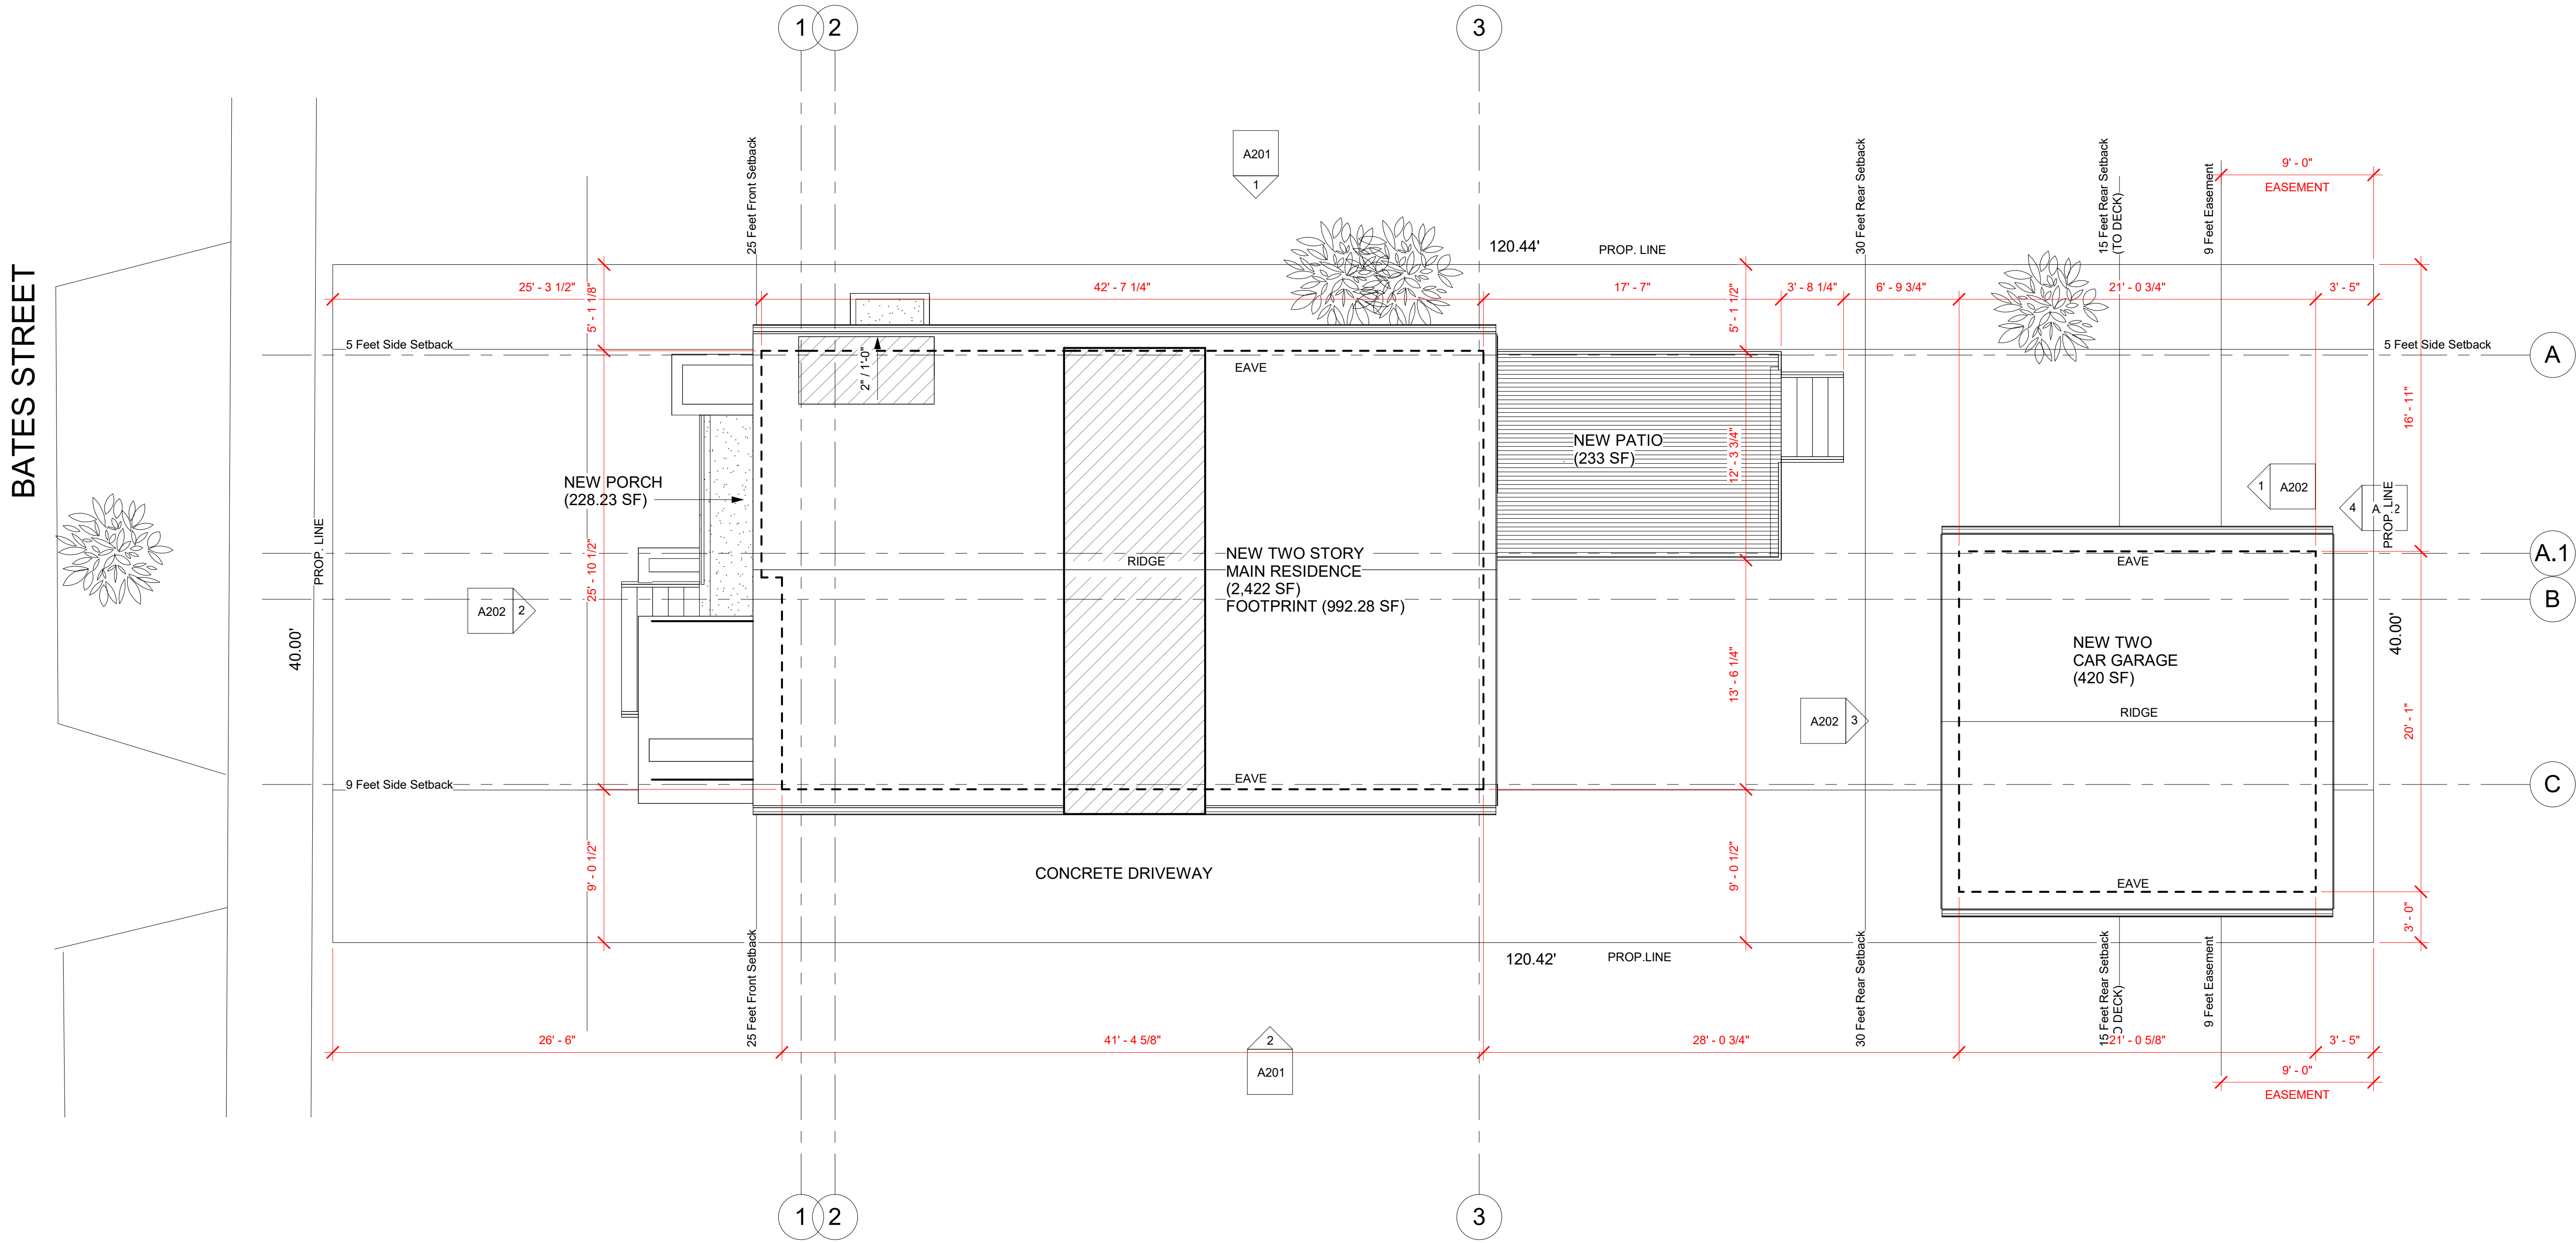 1
2
3
BATES STREET
25 Feet Front Setback
A201
1
30 Feet Rear Setback
15 Feet Rear Setback
(TO DECK)
9 Feet Easement
9' - 0"
EASEMENT
120.44'
PROP. LINE
25' - 3 1/2"
42' - 7 1/4"
17' - 7"
3' - 8 1/4"
6' - 9 3/4"
21' - 0 3/4"
3' - 5"
5' - 1 1/8"
5' - 1 1/2"
5 Feet Side Setback
5 Feet Side Setback
A
2" / 1'-0"
EAVE
16' - 11"
NEW PATIO
(233 SF)
12' - 3 3/4"
NEW PORCH
(228.23 SF)
1
A202
4
PROP. LINE
PROP. LINE
25' - 10 1/2"
RIDGE
NEW TWO STORY
MAIN RESIDENCE
(2,422 SF)
FOOTPRINT (992.28 SF)
EAVE
A.1
B
A202
2
40.00'
NEW TWO
CAR GARAGE
(420 SF)
40.00'
13' - 6 1/4"
A202
3
RIDGE
20' - 1"
9 Feet Side Setback
EAVE
C
9' - 0 1/2"
CONCRETE DRIVEWAY
9' - 0 1/2"
EAVE
3' - 0"
120.42'
PROP.LINE
25 Feet Front Setback
30 Feet Rear Setback
15 Feet Rear Setback
O DECK)
9 Feet Easement
26' - 6"
41' - 4 5/8"
28' - 0 3/4"
21' - 0 5/8"
3' - 5"
2
A201
9' - 0"
EASEMENT
1
2
3